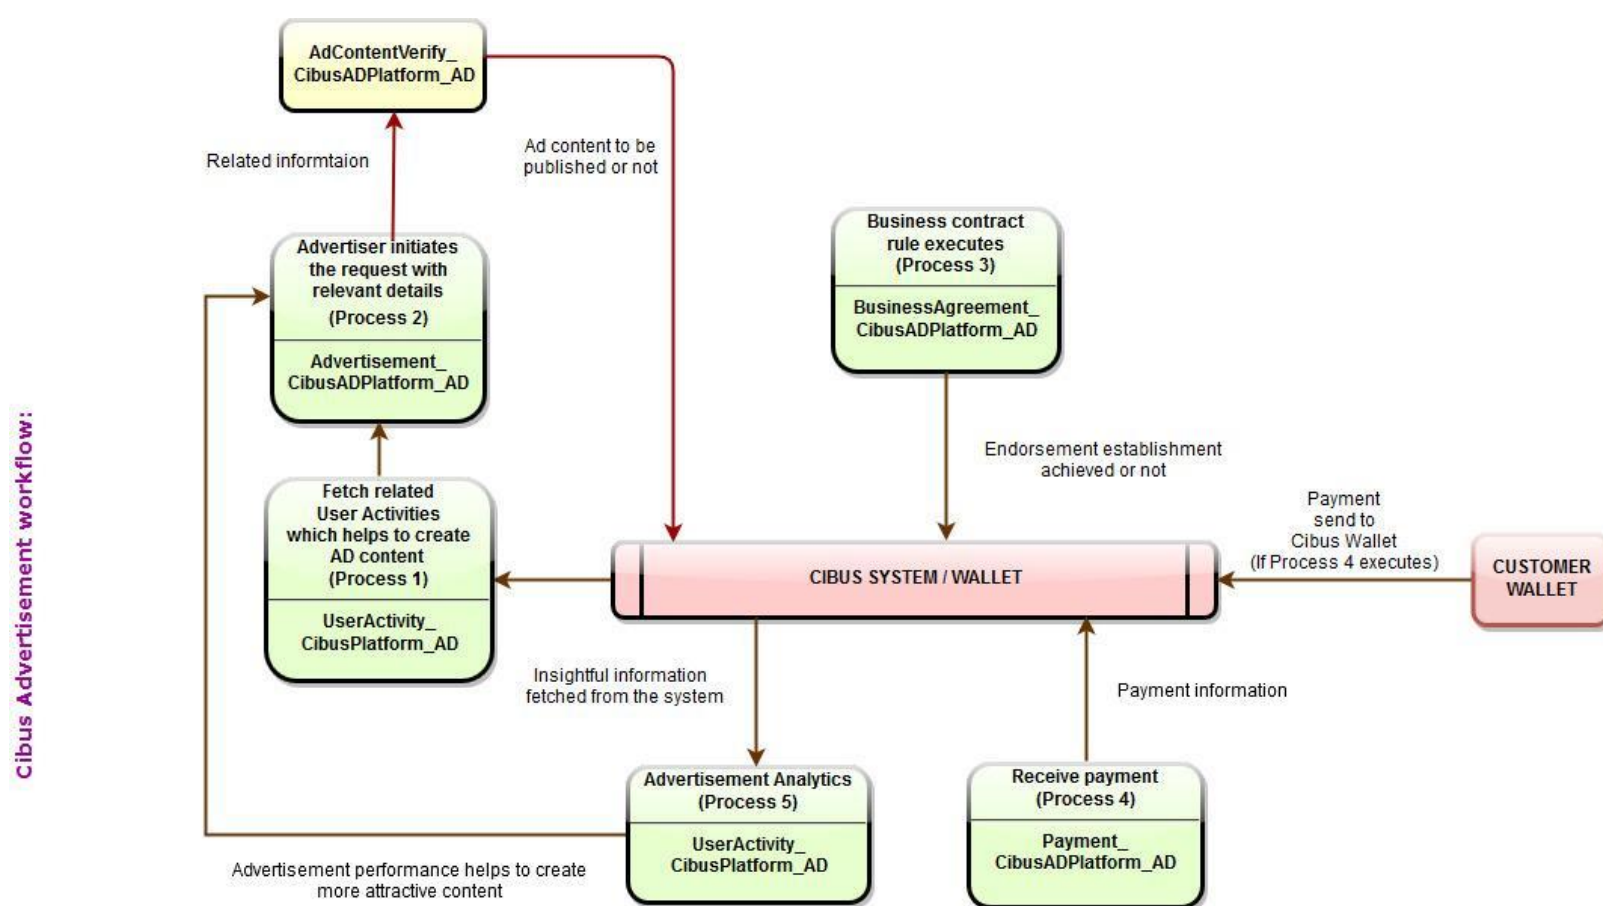 Cibus Advertisement workflow:
AdContentVerify_
CibusADPlatform_AD
Related informtaion
Ad content to be
published or not
Advertiser initiates
the request with
relevant details
(Process 2)
Advertisement_
CibusADPlatform_AD
Business contract
rule executes
(Process 3)
BusinessAgreement_
CibusADPlatform_AD
Endorsement establishment
achieved or not
Fetch related
User Activities
which helps to create
AD content
(Process 1)
UserActivity_
CibusPlatform_AD
CIBUS SYSTEM / WALLET
Payment
send to
Cibus Wallet
(If Process 4 executes)
CUSTOMER
WALLET
Insightful information
fetched from the system
Payment information
Advertisement Analytics
(Process 5)
UserActivity_
CibusPlatform_AD
Receive payment
(Process 4)
Payment_
CibusADPlatform_AD
Advertisement performance helps to create
more attractive content